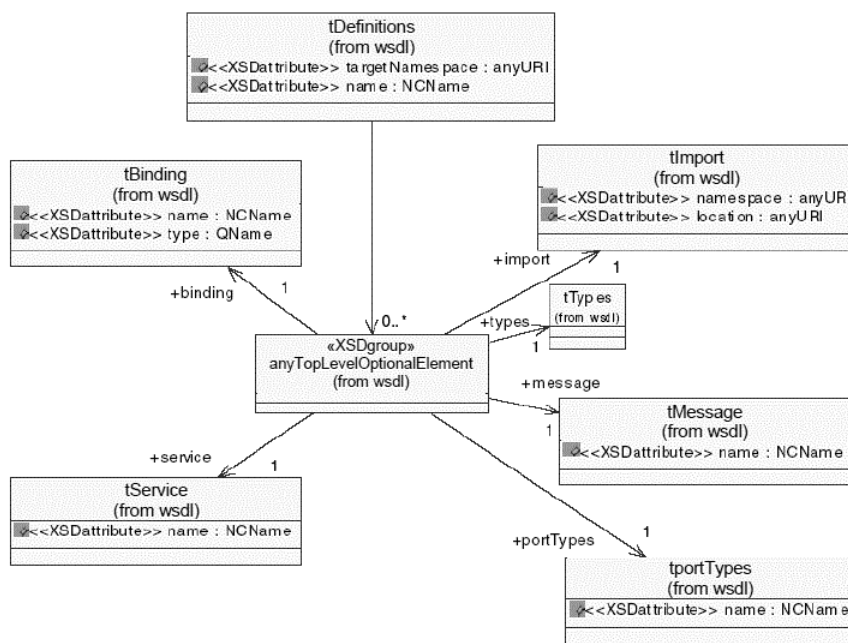 tDefinitions
(from wsdl)
<<XSDattribute>> targetNamespace : anyURI
<<XSDattribute>> name : NCName
tBinding
(from wsdl)
<<XSDattribute>> name : NCName
<<XSDattribute>> type : QName
tImport
(from wsdl)
<<XSDattribute>> namespace : anyUR
<<XSDattribute>> location : anyURI
+import
1
+binding
1
0..*
+types
1
tTypes
(from wsdl)
«XSDgroup»
anyTopLevelOptionalElement
(from wsdl)
+message
1
tMessage
(from wsdl)
<<XSDattribute>> name : NCName
+service
1
tService
(from wsdl)
<<XSDattribute>> name : NCName
+portTypes
1
tportTypes
(from wsdl)
<<XSDattribute>> name : NCName